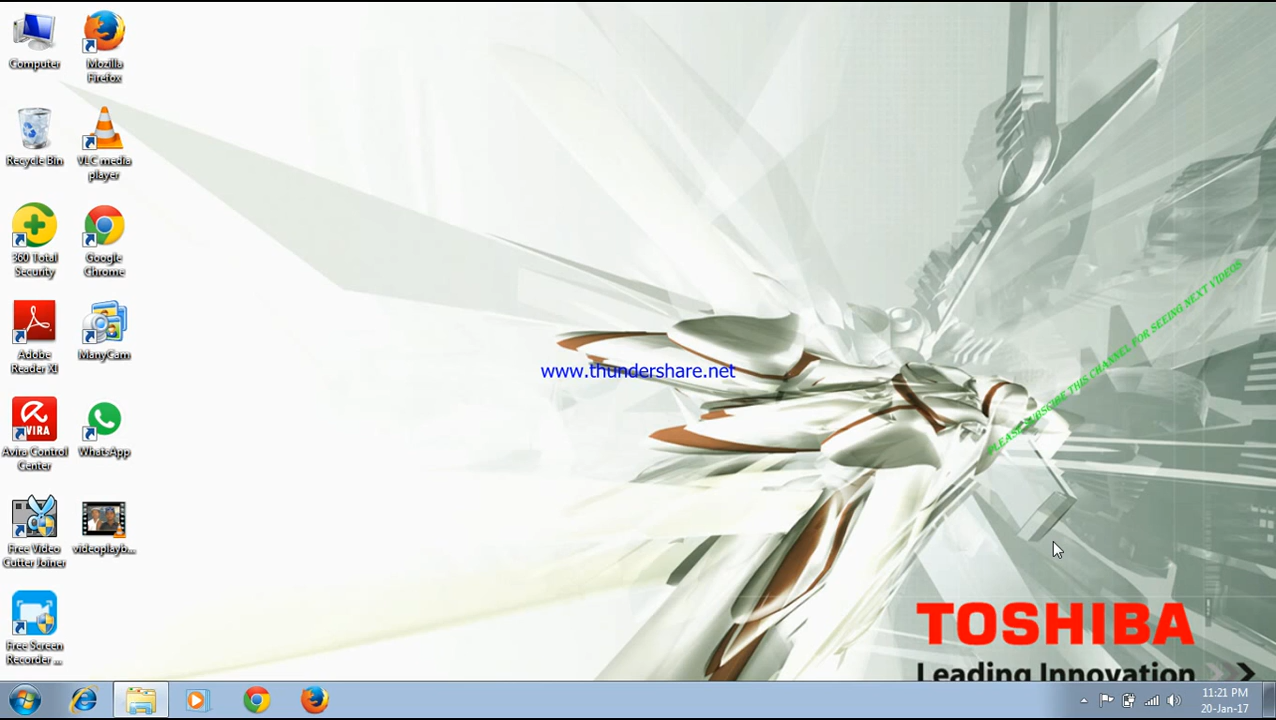 Computer
Mozilla
Firefox
Recycle Bin
VLC media
player
360 Total
Security
Google
Chrome
Adobe
Reader XI
ManyCam
VIRA
Avira Control
Center
WhatsApp
Free Video
Cutter Joiner
videoplayb...
Free Screen
Recorder ...
www.thundershare.net
PLEASE SUBSCIBE THIS CHANNEL FOR SEEING NEXT VIDEOS
TOSHIBA
Leading Innovation
11:21 PM
20-Jan-17